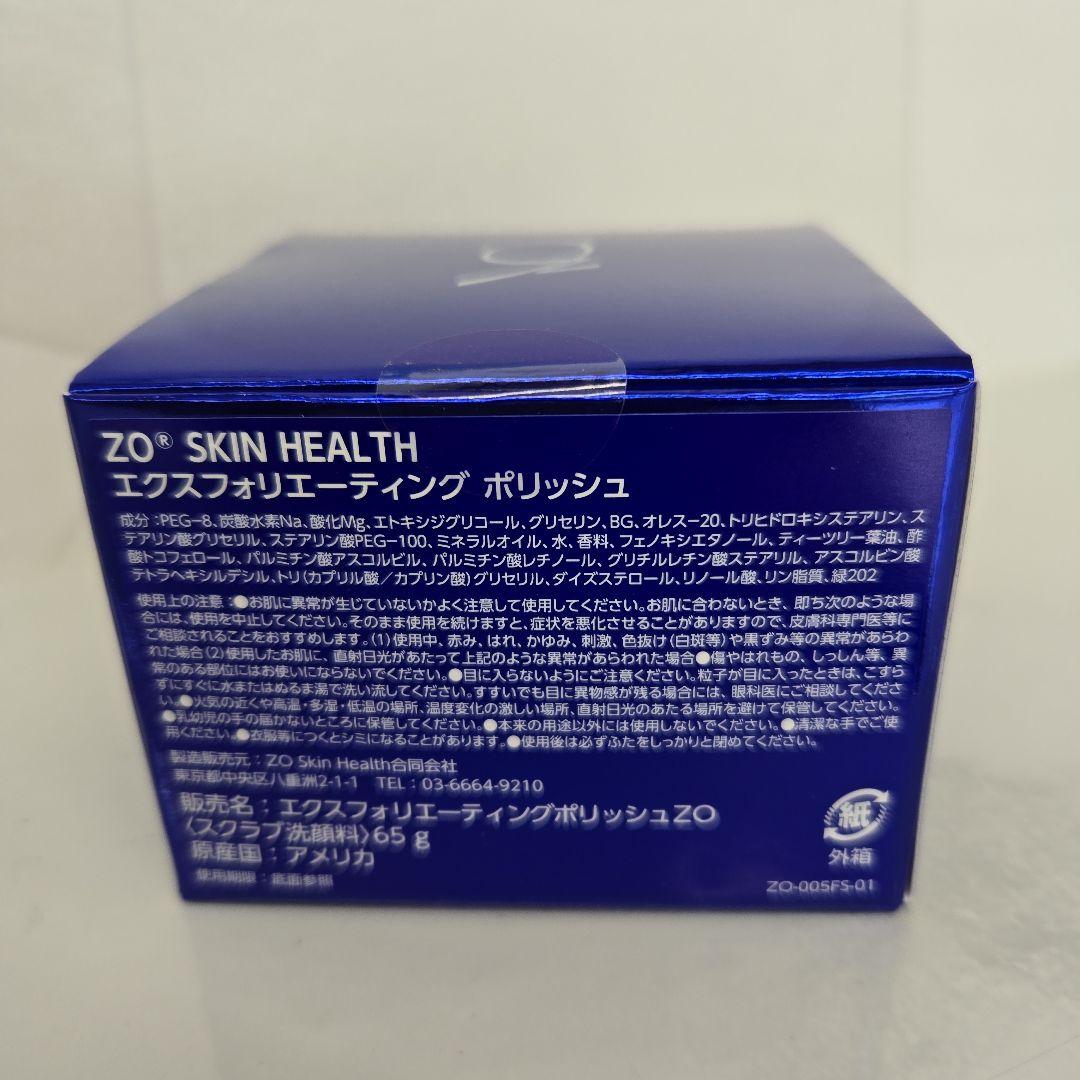 ZO® SKIN HEALTH
エクスフォリエーティング ポリッシュ
成分：PEG-8、炭酸水素Na、酸化Mg、エトキシジグリコール、グリセリン、BG、オレス-20、トリヒドロキシステアリン、ス
テアリン酸グリセリル、ステアリン酸PEG-100、ミネラルオイル、水、香料、フェノキシエタノール、ティーツリー葉油、酢
酸トコフェロール、パルミチン酸アスコルビル、パルミチン酸レチノール、グリチルレチン酸ステアリル、アスコルビン酸
テトラヘキシルデシル、トリ(カプリル酸／カプリン酸)グリセリル、ダイズステロール、リノール酸、リン脂質、緑202
使用上の注意：●お肌に異常が生じていないかよく注意して使用してください。お肌に合わないとき、即ち次のような場
合には、使用を中止してください。そのまま使用を続けますと、症状を悪化させることがありますので、皮膚科専門医等に
ご相談されることをおすすめします。(1)使用中、赤み、はれ、かゆみ、刺激、色抜け(白斑等)や黒ずみ等の異常があらわ
れた場合(2)使用したお肌に、直射日光があたって上記のような異常があらわれた場合●傷やはれもの、しっしん等、異
常のある部位にはお使いにならないでください。●目に入らないようにご注意ください。粒子が目に入ったときは、こすら
ずにすぐに水またはぬるま湯で洗い流してください。すすいでも目に異物感が残る場合には、眼科医にご相談してくださ
い。●火気の近くや高温・多湿・低温の場所、温度変化の激しい場所、直射日光のあたる場所を避けて保管してください。
●乳幼児の手の届かないところに保管してください。●本来の用途以外には使用しないでください。●清潔な手でご使
用ください。●衣服等につくとシミになることがあります。●使用後は必ずふたをしっかりと閉めてください。
製造販売元：ZO Skin Health合同会社
東京都中央区八重洲2-1-1 TEL：03-6664-9210
販売名：エクスフォリエーティングポリッシュZO
〈スクラブ洗顔料〉65 g
原産国：アメリカ
使用期限：底面参照
紙
外箱
ZO-005FS-01